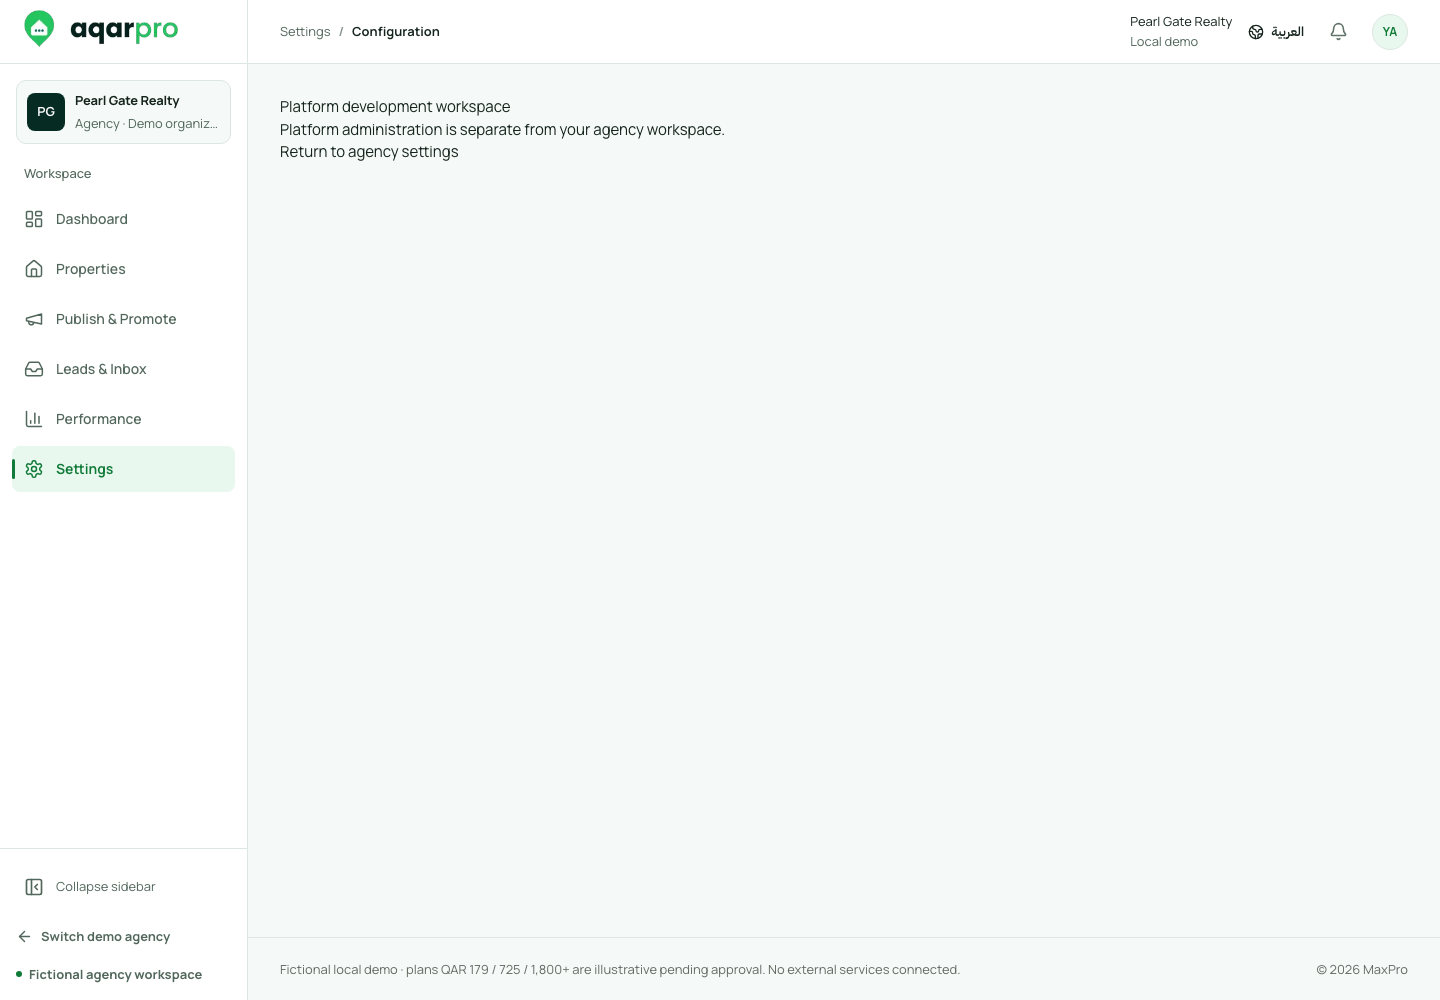 aqarpro
Settings / Configuration
Pearl Gate Realty
Local demo
العربية
YA
PG
Pearl Gate Realty
Agency · Demo organiz...
Workspace
Dashboard
Properties
Publish & Promote
Leads & Inbox
Performance
Settings
Collapse sidebar
Switch demo agency
Fictional agency workspace
Platform development workspace
Platform administration is separate from your agency workspace.
Return to agency settings
Fictional local demo · plans QAR 179 / 725 / 1,800+ are illustrative pending approval. No external services connected.
© 2026 MaxPro